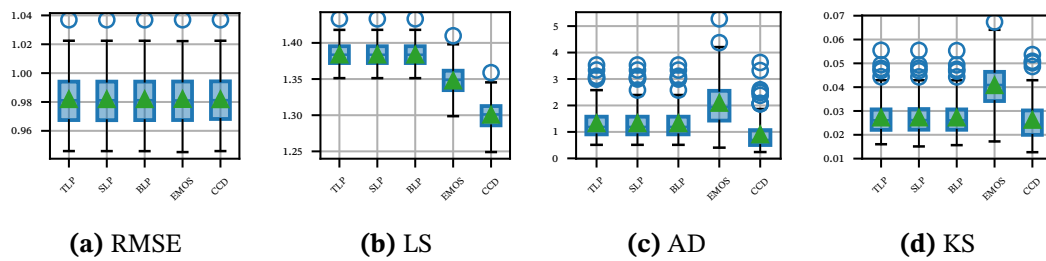 1.04
1.02
1.00
0.98
0.96
TLP
SLP
BLP
EMOS
CCD
(a) RMSE
1.40
1.35
1.30
1.25
TLP
SLP
BLP
EMOS
CCD
(b) LS
5
4
3
2
1
0
TLP
SLP
BLP
EMOS
CCD
(c) AD
0.07
0.06
0.05
0.04
0.03
0.02
0.01
TLP
SLP
BLP
EMOS
CCD
(d) KS